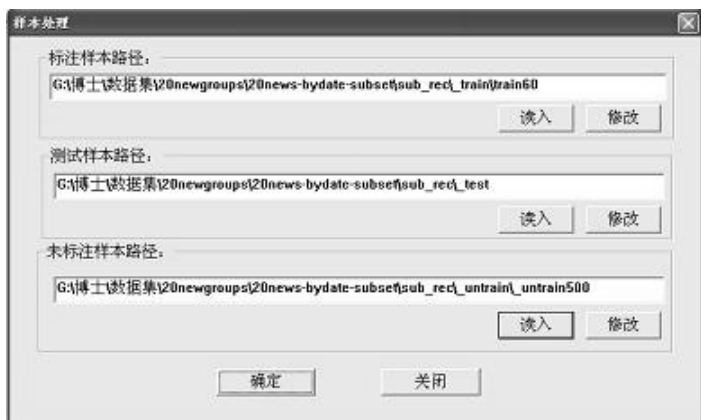 样本处理
标注样本路径:
G:\博士\数据集\20newgroups\20news-bydate-subset\sub_rec\_train\train60
读入 修改
测试样本路径:
G:\博士\数据集\20newgroups\20news-bydate-subset\sub_rec\_test
读入 修改
未标注样本路径:
G:\博士\数据集\20newgroups\20news-bydate-subset\sub_rec\_untrain\_untrain500
读入 修改
确定 关闭